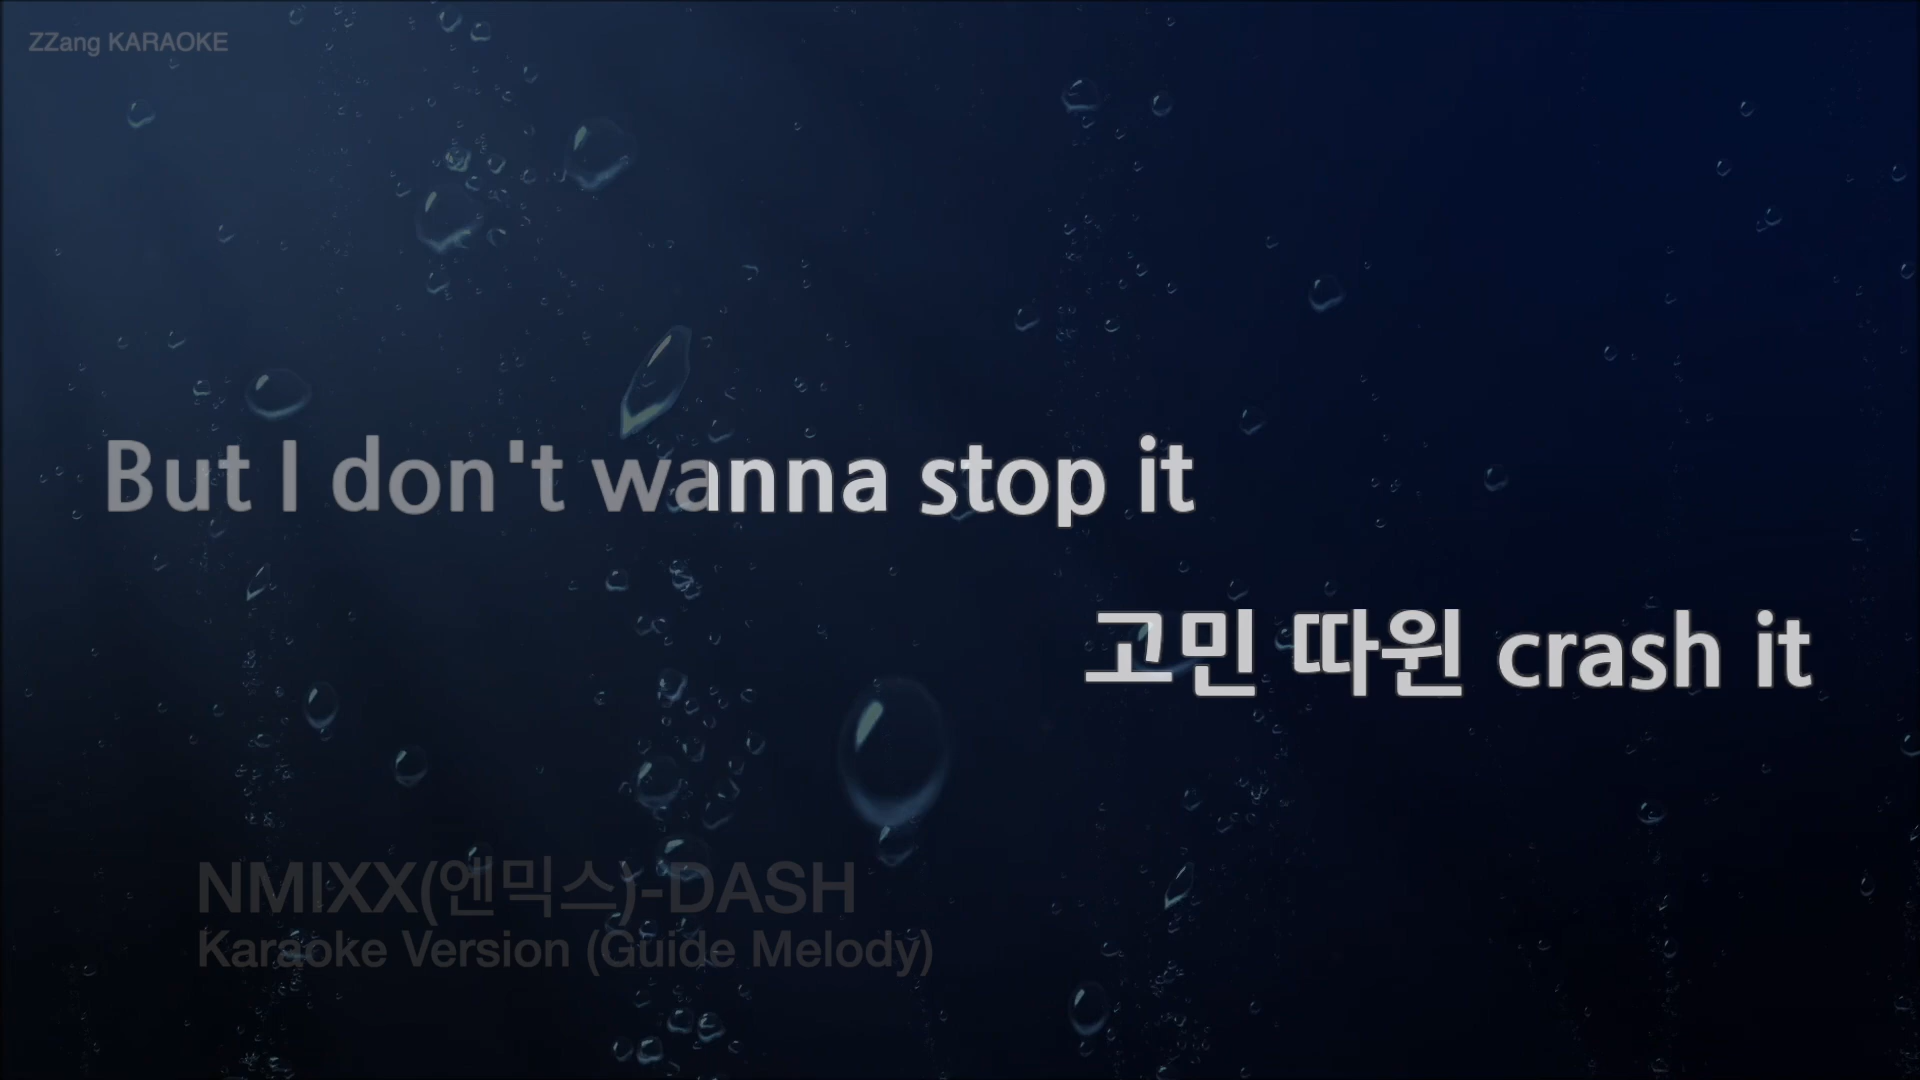 ZZang KARAOKE
But I don't wanna stop it
고민 따윈 crash it
NMIXX(엔믹스)-DASH
Karaoke Version (Guide Melody)